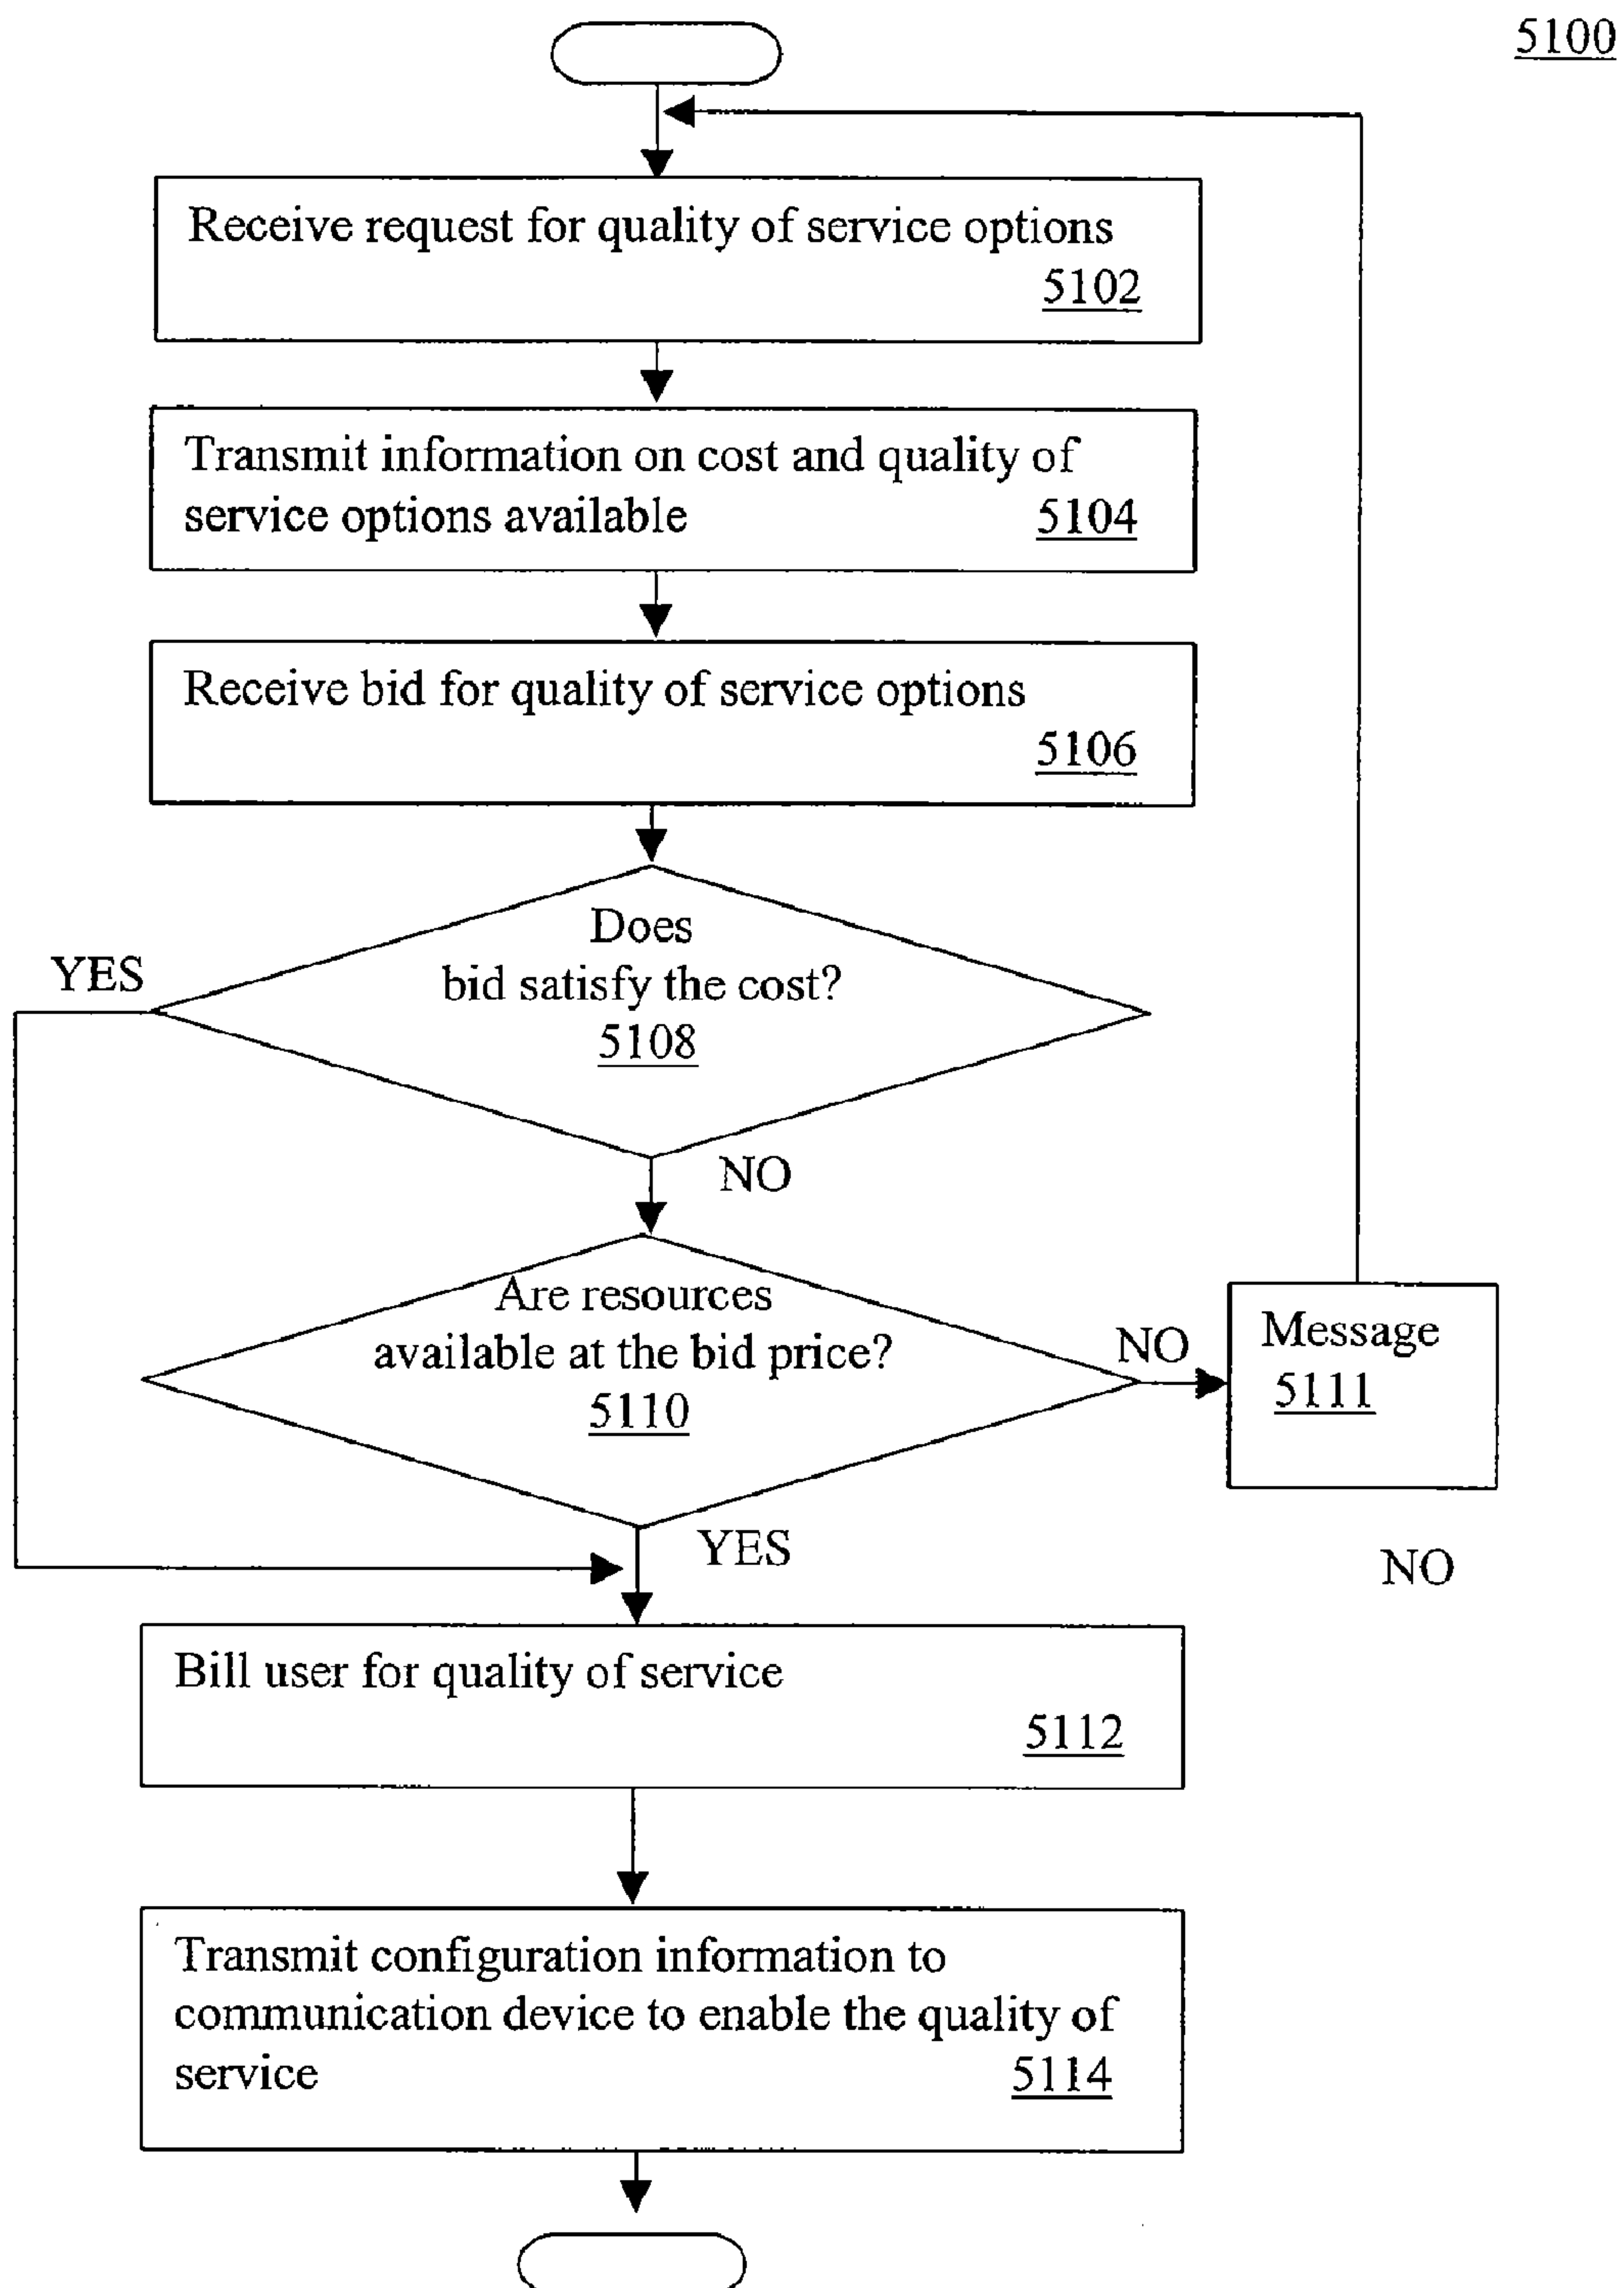 5100
Receive request for quality of service options
5102
Transmit information on cost and quality of
service options available 5104
Receive bid for quality of service options
5106
Does
bid satisfy the cost?
5108
YES
NO
Are resources
available at the bid price?
5110
NO
Message
5111
YES
NO
Bill user for quality of service
5112
Transmit configuration information to
communication device to enable the quality of
service 5114